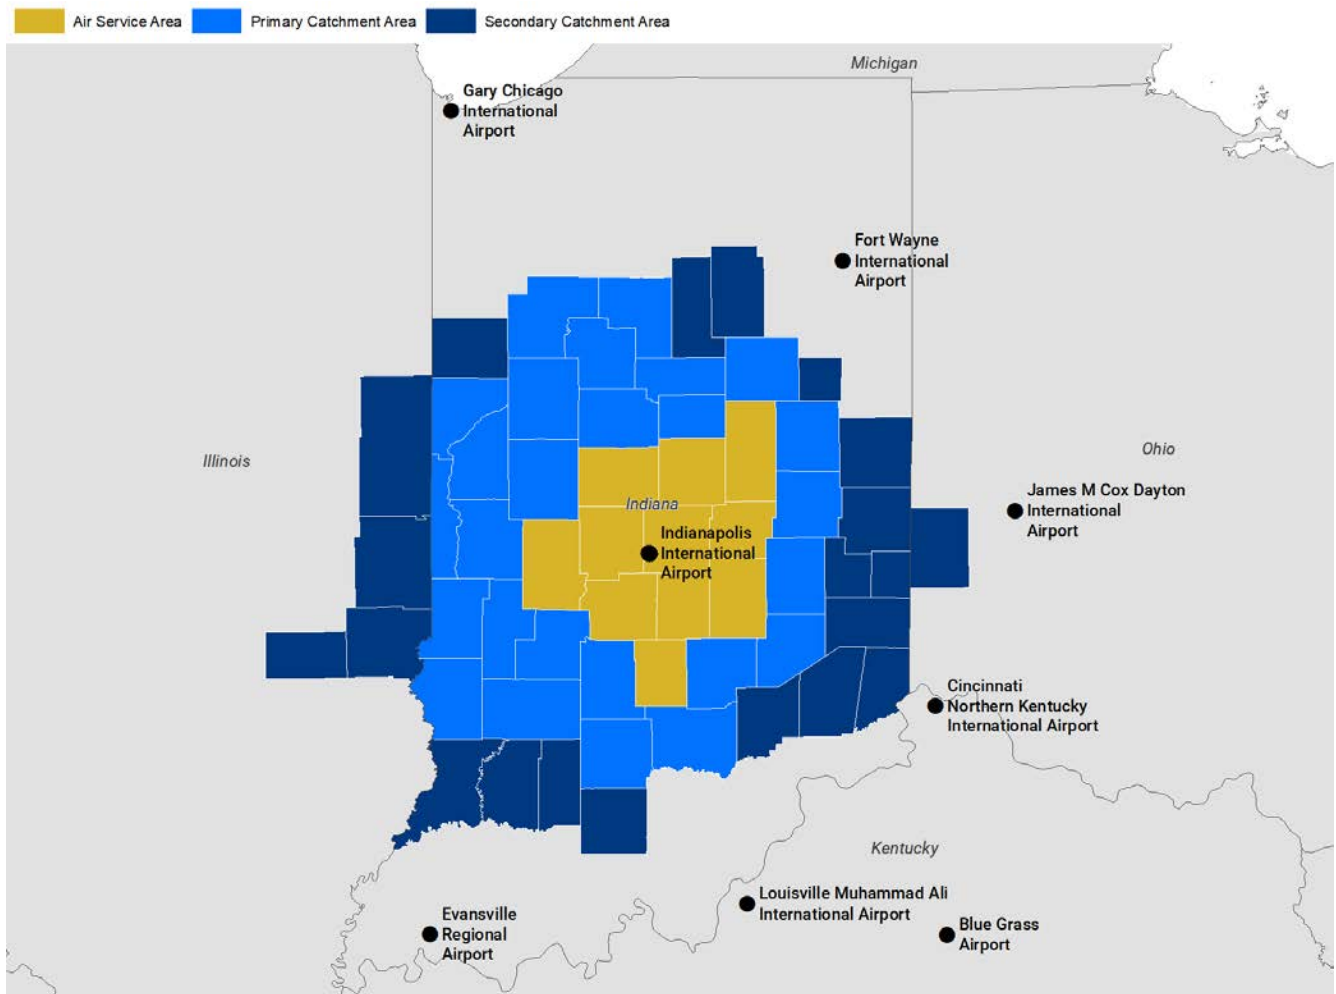 Air Service Area
Primary Catchment Area
Secondary Catchment Area
Michigan
Gary Chicago
International
Airport
Fort Wayne
International
Airport
Illinois
Ohio
Indiana
James M Cox Dayton
International
Airport
Indianapolis
International
Airport
Cincinnati
Northern Kentucky
International Airport
Kentucky
Louisville Muhammad Ali
International Airport
Evansville
Regional
Airport
Blue Grass
Airport